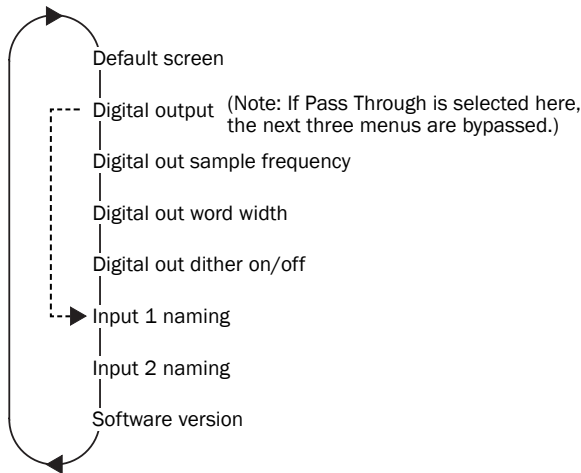 Default screen
Digital output (Note: If Pass Through is selected here,
the next three menus are bypassed.)
Digital out sample frequency
Digital out word width
Digital out dither on/off
Input 1 naming
Input 2 naming
Software version